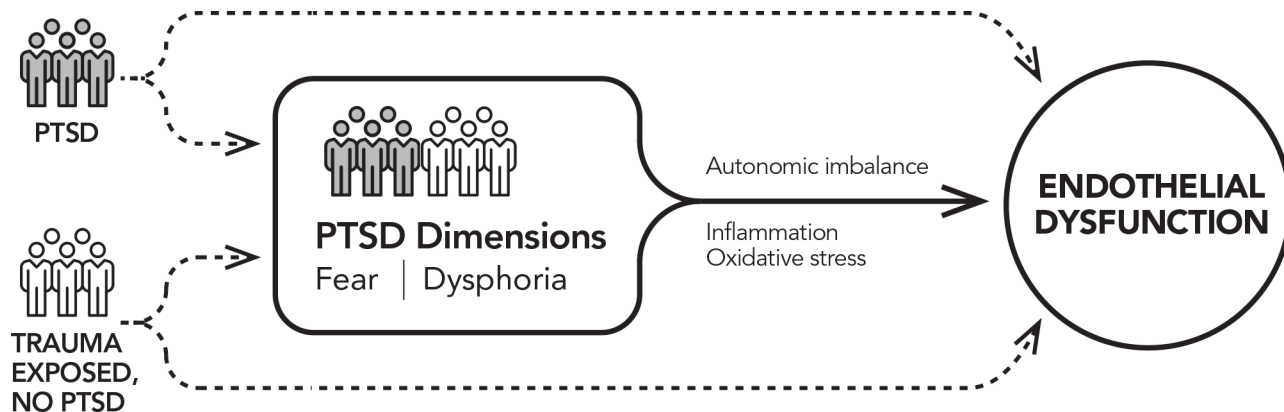 PTSD
TRAUMA
EXPOSED,
NO PTSD
PTSD Dimensions
Fear | Dysphoria
Autonomic imbalance
Inflammation
Oxidative stress
ENDOTHELIAL
DYSFUNCTION